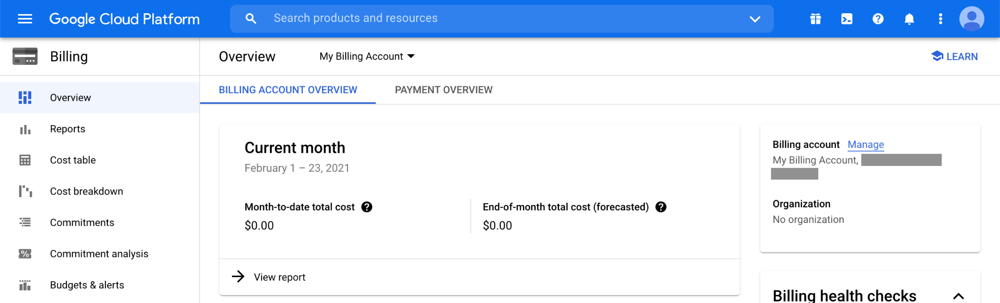 Google Cloud Platform
Search products and resources
Billing
Overview
My Billing Account
LEARN
Overview
Reports
Cost table
Cost breakdown
Commitments
Commitment analysis
Budgets & alerts
BILLING ACCOUNT OVERVIEW
PAYMENT OVERVIEW
Current month
February 1 – 23, 2021
Month-to-date total cost
$0.00
End-of-month total cost (forecasted)
$0.00
View report
Billing account Manage
My Billing Account,
Organization
No organization
Billing health checks